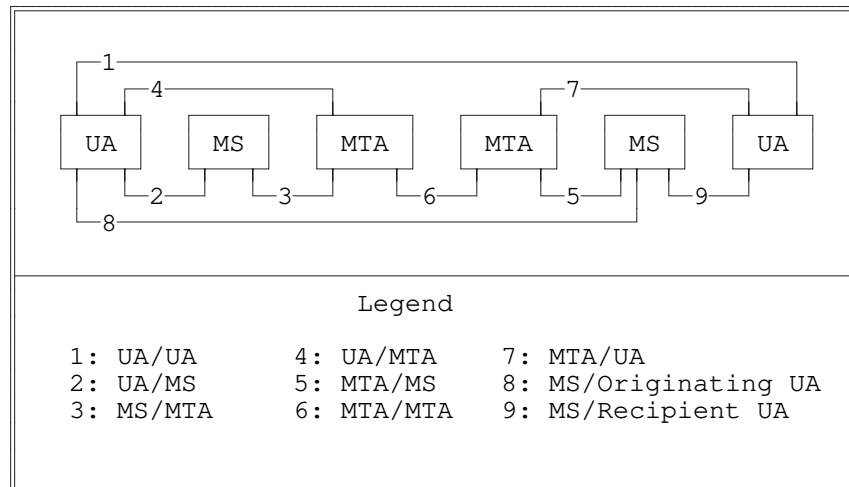 1
4 7
UA MS MTA MTA MS UA
2 3 6 5 9
8
Legend
1: UA/UA 4: UA/MTA 7: MTA/UA
2: UA/MS 5: MTA/MS 8: MS/Originating UA
3: MS/MTA 6: MTA/MTA 9: MS/Recipient UA